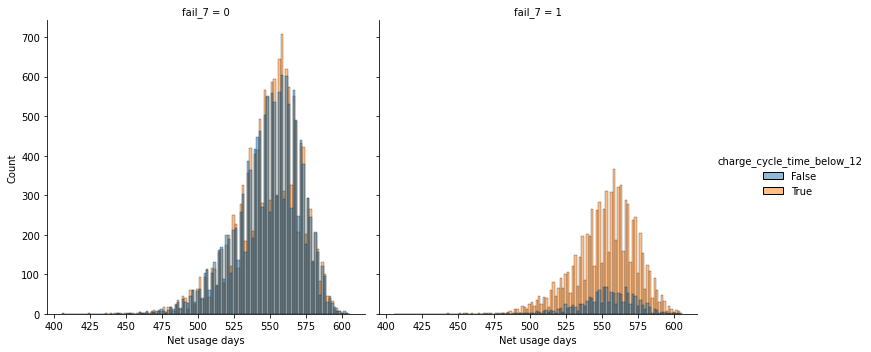 fail_7 = 0
fail_7 = 1
700
600
500
400
300
200
100
0
Count
400 425 450 475 500 525 550 575 600
400 425 450 475 500 525 550 575 600
Net usage days
Net usage days
charge_cycle_time_below_12
False
True